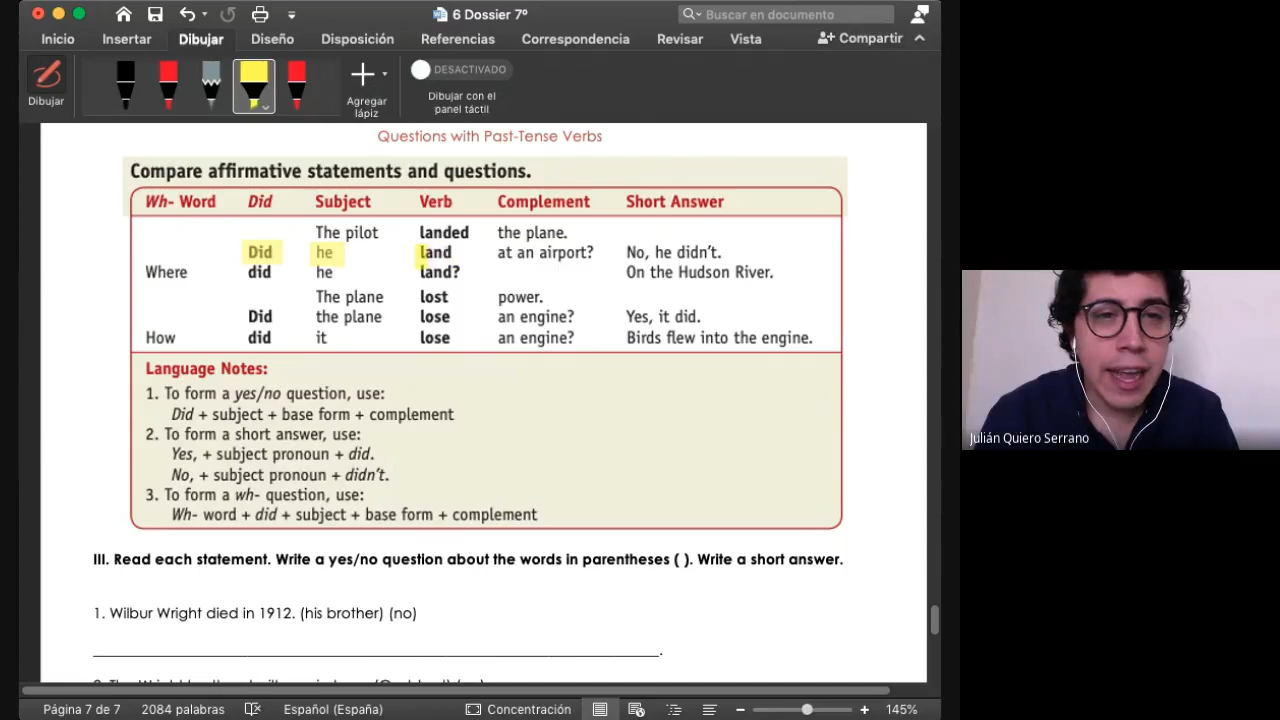 6 Dossier 7º
Buscar en documento
Inicio Insertar Dibujar Diseño Disposición Referencias Correspondencia Revisar Vista Compartir
DESACTIVADO
Dibujar Agregar lápiz Dibujar con el panel táctil
Questions with Past-Tense Verbs
Compare affirmative statements and questions.
Wh- Word Did Subject Verb Complement Short Answer
The pilot landed the plane.
Did he land at an airport? No, he didn't.
Where did he land? On the Hudson River.
The plane lost power.
Did the plane lose an engine? Yes, it did.
How did it lose an engine? Birds flew into the engine.
Language Notes:
1. To form a yes/no question, use:
Did + subject + base form + complement
2. To form a short answer, use:
Yes, + subject pronoun + did.
No, + subject pronoun + didn't.
3. To form a wh- question, use:
Wh- word + did + subject + base form + complement
III. Read each statement. Write a yes/no question about the words in parentheses ( ). Write a short answer.
1. Wilbur Wright died in 1912. (his brother) (no)
Julián Quiero Serrano
Página 7 de 7 2084 palabras Español (España) Concentración 145%